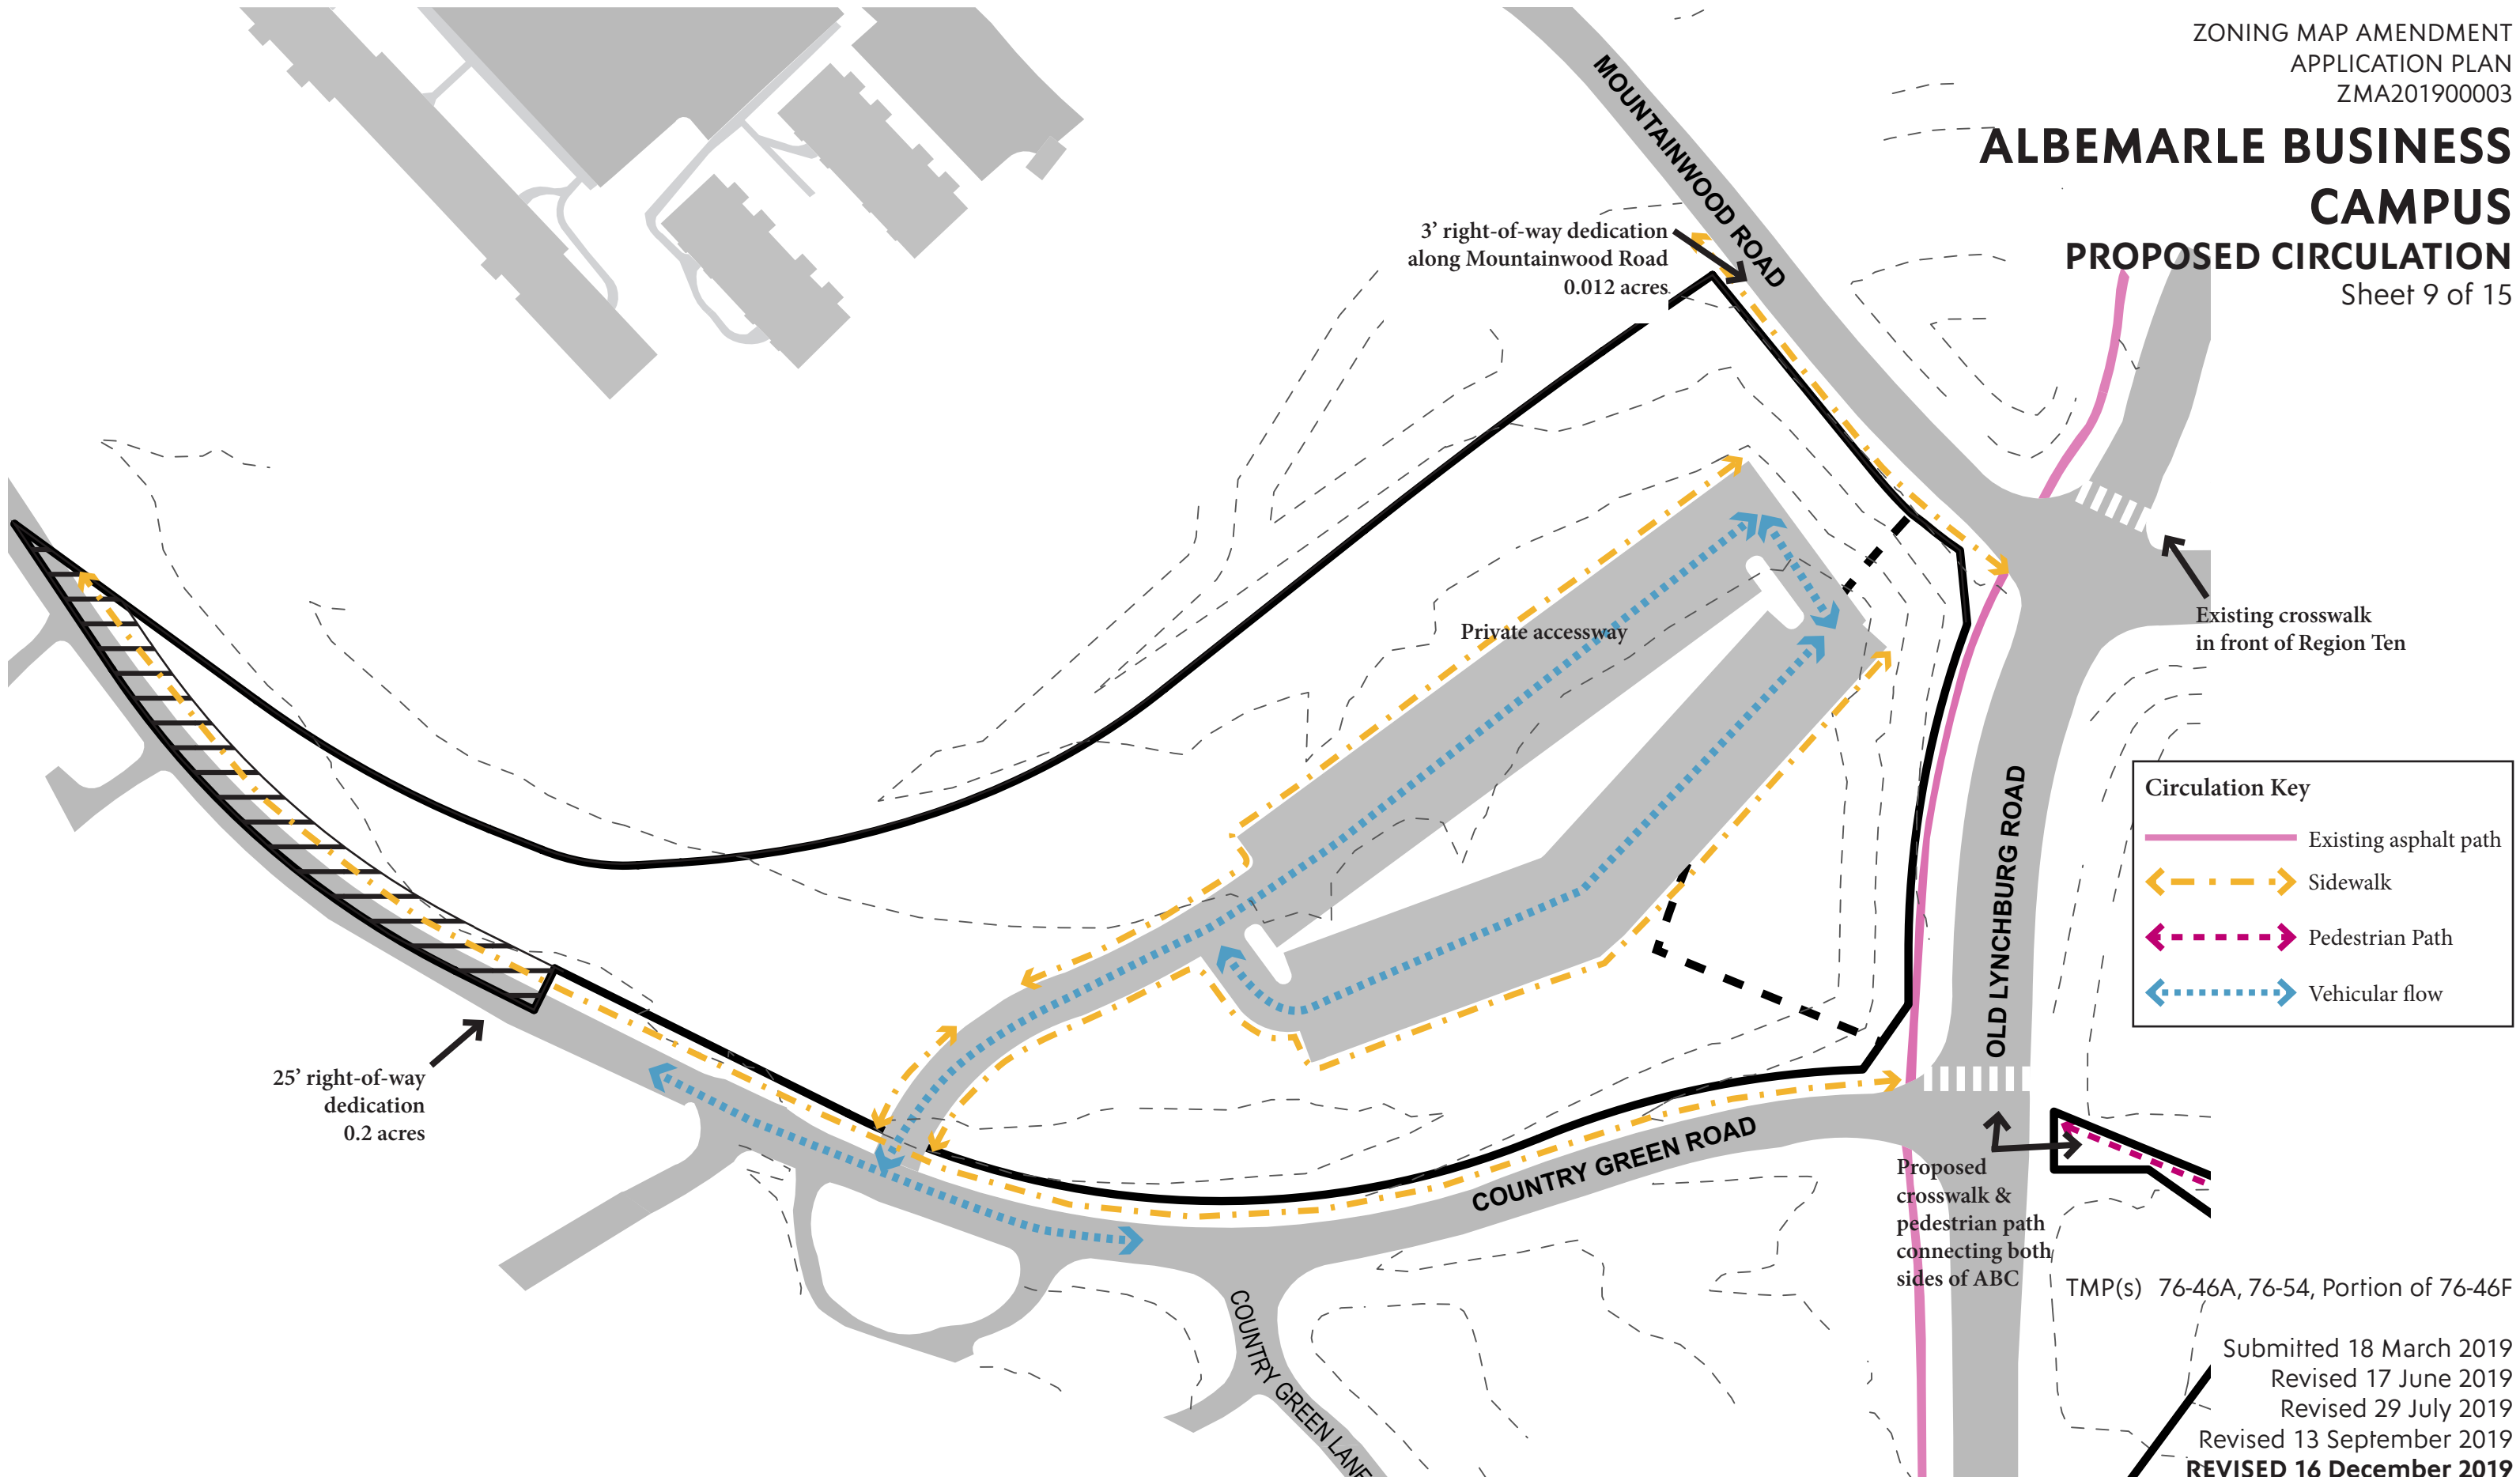 ZONING MAP AMENDMENT
APPLICATION PLAN
ZMA201900003
ALBEMARLE BUSINESS
CAMPUS
PROPOSED CIRCULATION
Sheet 9 of 15
MOUNTAINWOOD ROAD
3’ right-of-way dedication
along Mountainwood Road
0.012 acres
Existing crosswalk
in front of Region Ten
Private accessway
OLD LYNCHBURG ROAD
Circulation Key
Existing asphalt path
Sidewalk
Pedestrian Path
Vehicular flow
25’ right-of-way
dedication
0.2 acres
COUNTRY GREEN ROAD
Proposed
crosswalk &
pedestrian path
connecting both
sides of ABC
COUNTRY GREEN LANE
TMP(s) 76-46A, 76-54, Portion of 76-46F
Submitted 18 March 2019
Revised 17 June 2019
Revised 29 July 2019
Revised 13 September 2019
REVISED 16 December 2019